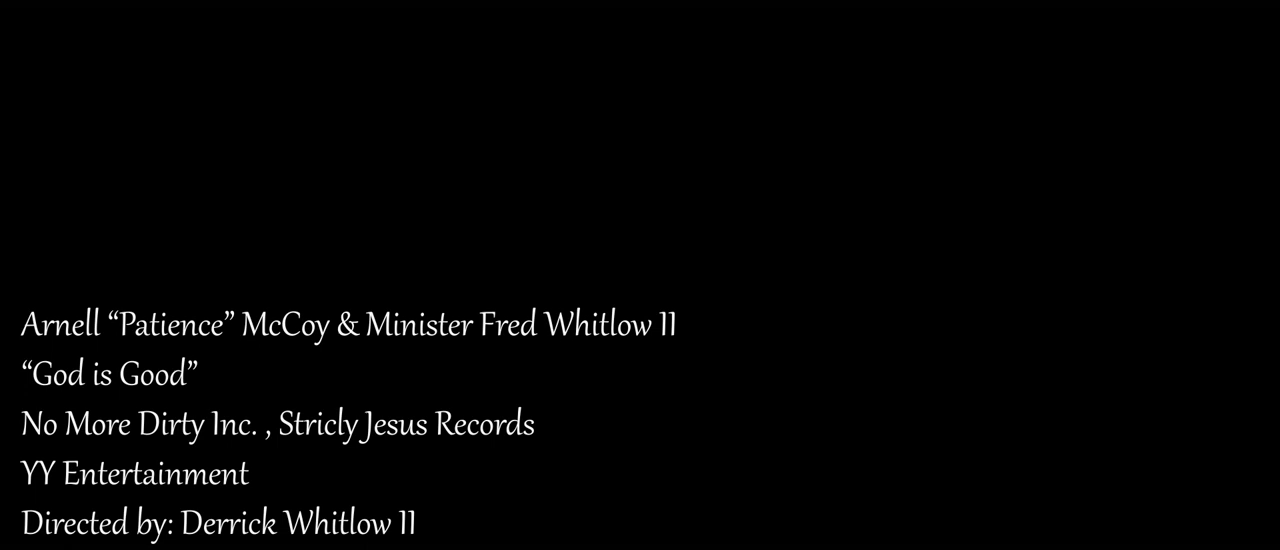 Arnell “Patience” McCoy & Minister Fred Whitlow II
“God is Good”
No More Dirty Inc. , Stricly Jesus Records
YY Entertainment
Directed by: Derrick Whitlow II